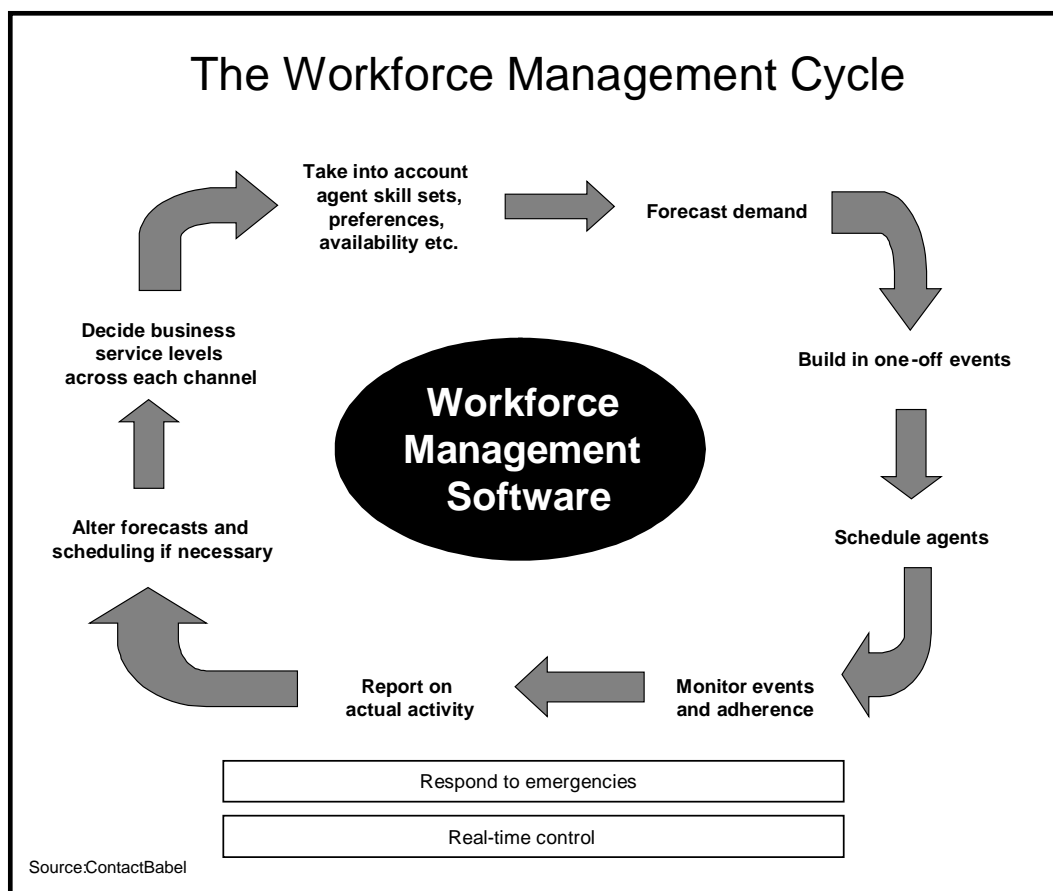 The Workforce Management Cycle
Take into account
agent skill sets,
preferences,
availability etc.
Forecast demand
Decide business
service levels
across each channel
Build in one-off events
Workforce
Management
Software
Alter forecasts and
scheduling if necessary
Schedule agents
Report on
actual activity
Monitor events
and adherence
Respond to emergencies
Real-time control
Source:ContactBabel